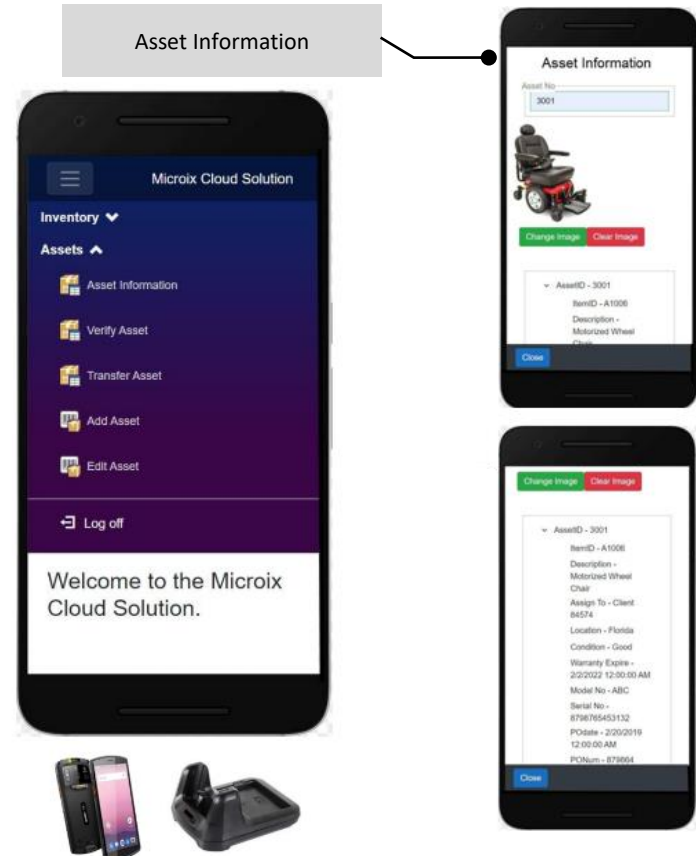 Asset Information
Microix Cloud Solution
Inventory
Assets
Asset Information
Verify Asset
Transfer Asset
Add Asset
Edit Asset
Log off
Welcome to the Microix
Cloud Solution.
Asset Information
Asset No
3001
Change Image Clear Image
AssetID - 3001
ItemID - A1006
Description -
Motorized Wheel
Chair
Close
Change Image Clear Image
AssetID - 3001
ItemID - A1006
Description -
Motorized Wheel
Chair
Assign To - Client
84574
Location - Florida
Condition - Good
Warranty Expire -
2/2/2022 12:00:00 AM
Model No - ABC
Serial No -
8798765453132
POdate - 2/20/2019
12:00:00 AM
PONum - 879864
Close